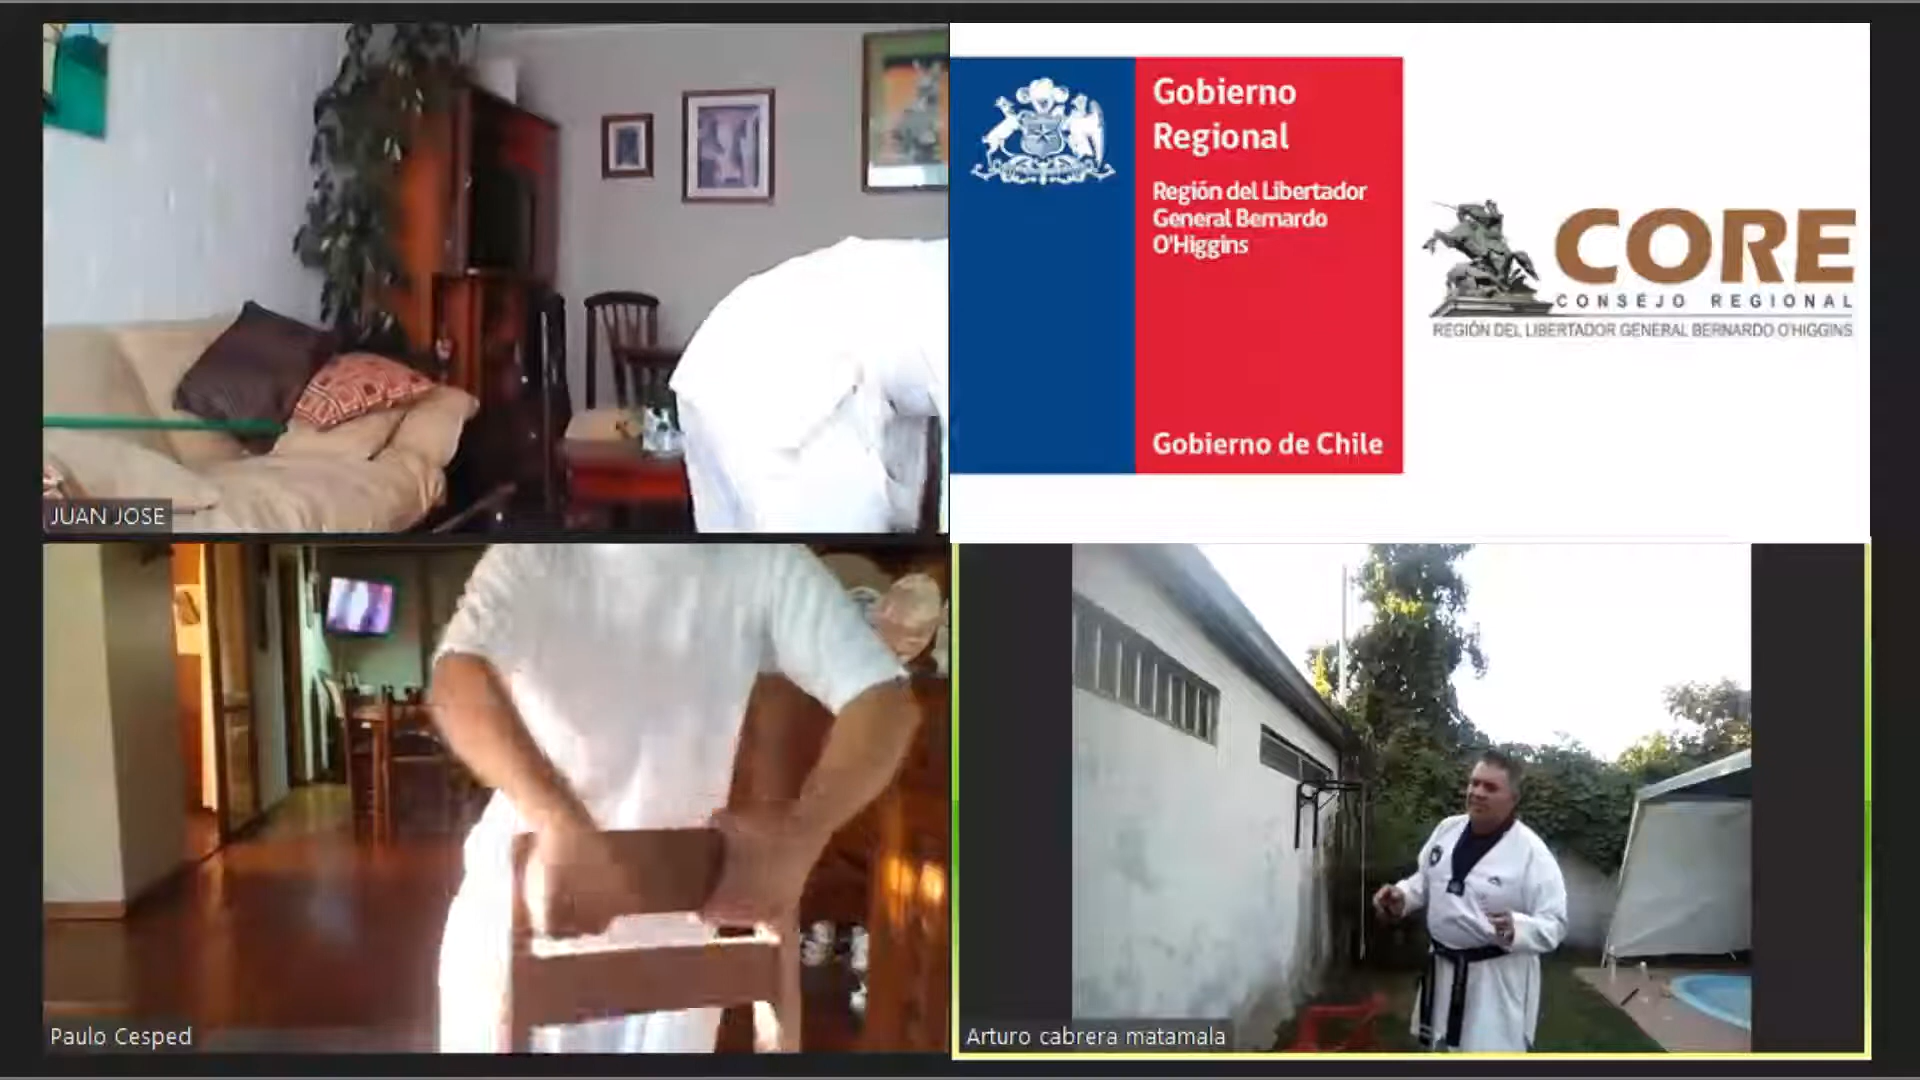 JUAN JOSE
Gobierno
Regional
Región del Libertador
General Bernardo
O'Higgins
Gobierno de Chile
CORE
CONSEJO REGIONAL
REGIÓN DEL LIBERTADOR GENERAL BERNARDO O'HIGGINS
Paulo Cesped
Arturo cabrera matamala